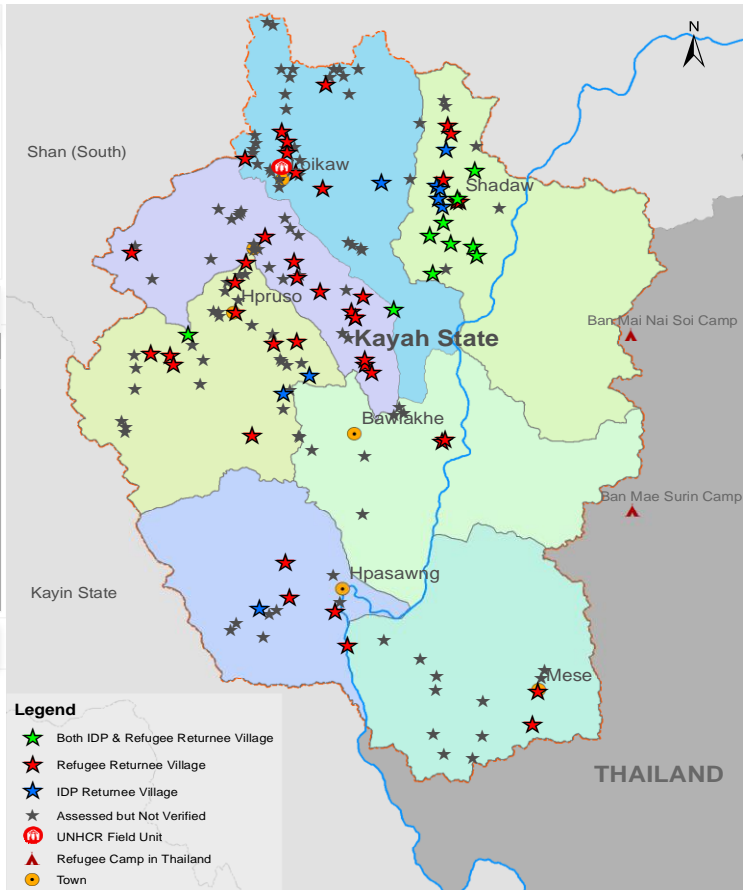 N
Shan (South)
oikaw
Shadaw
Hpruso
Ban Mai Nai Soi Camp
Kayah State
Bawlakhe
Ban Mae Surin Camp
Kayin State
Hpasawng
Mese
THAILAND
Legend
Both IDP & Refugee Returnee Village
Refugee Returnee Village
IDP Returnee Village
Assessed but Not Verified
UNHCR Field Unit
Refugee Camp in Thailand
Town